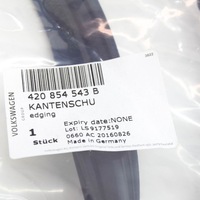 VOLKSWAGEN
420 854 543 B
KANTENSCHU
edging
1
Stück
Expiry date:NONE
Lot: LS9177519
0660 AC 20160826
Made in Germany